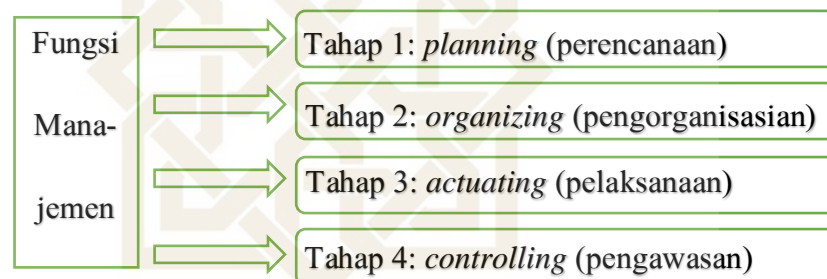 Fungsi
Mana-
jemen
Tahap 1: planning (perencanaan)
Tahap 2: organizing (pengorganisasian)
Tahap 3: actuating (pelaksanaan)
Tahap 4: controlling (pengawasan)